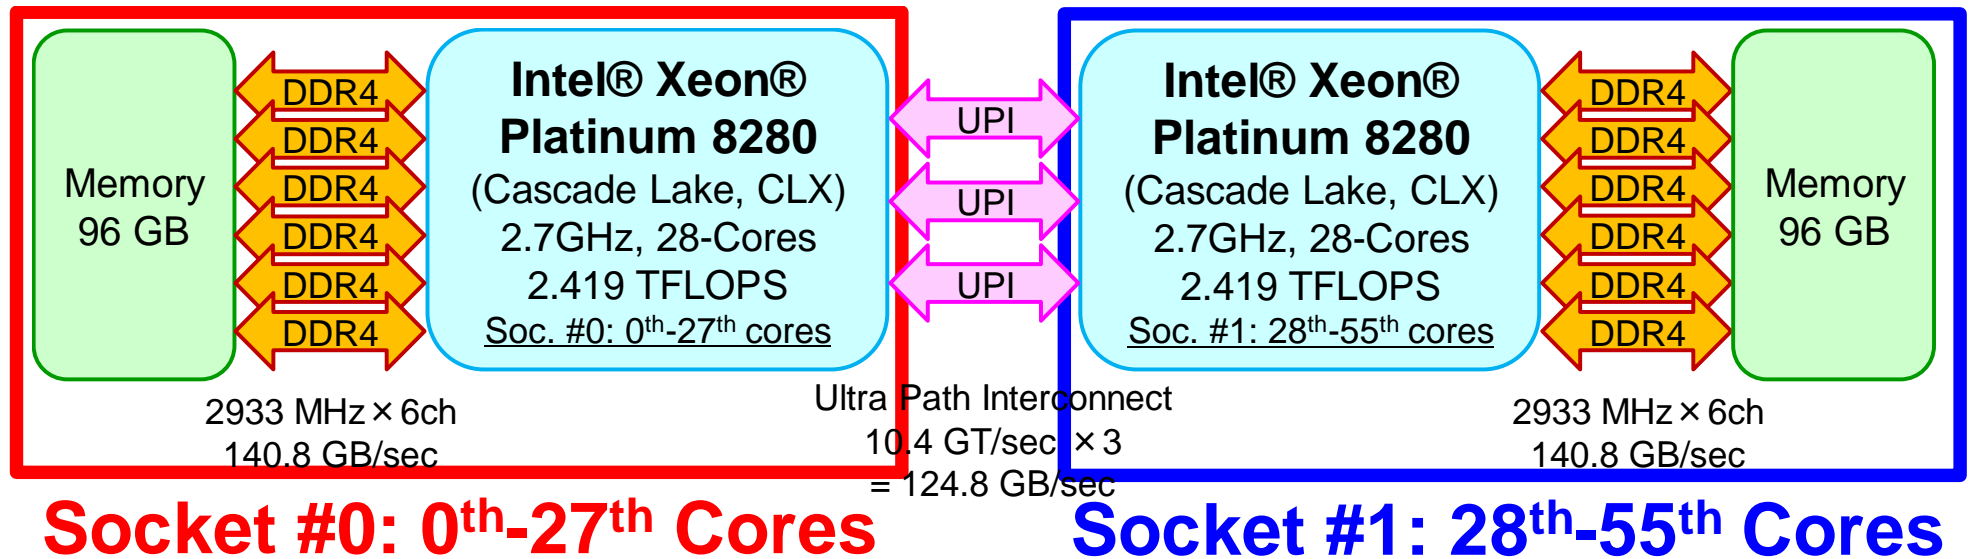 Memory
96 GB
DDR4
DDR4
DDR4
DDR4
DDR4
DDR4
2933 MHz×6ch
140.8 GB/sec
Intel® Xeon®
Platinum 8280
(Cascade Lake, CLX)
2.7GHz, 28-Cores
2.419 TFLOPS
Soc. #0: 0th-27th cores
UPI
UPI
UPI
Ultra Path Interconnect
10.4 GT/sec ×3
= 124.8 GB/sec
Intel® Xeon®
Platinum 8280
(Cascade Lake, CLX)
2.7GHz, 28-Cores
2.419 TFLOPS
Soc. #1: 28th-55th cores
DDR4
DDR4
DDR4
DDR4
DDR4
DDR4
2933 MHz×6ch
140.8 GB/sec
Memory
96 GB
Socket #0: 0th-27th Cores
Socket #1: 28th-55th Cores